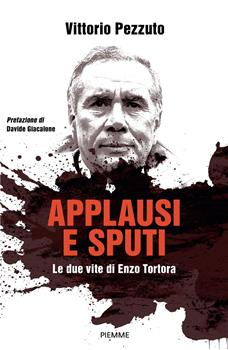 Vittorio Pezzuto
Prefazione di
Davide Giacalone
APPLAUSI
E SPUTI
Le due vite di Enzo Tortora
PIEMME